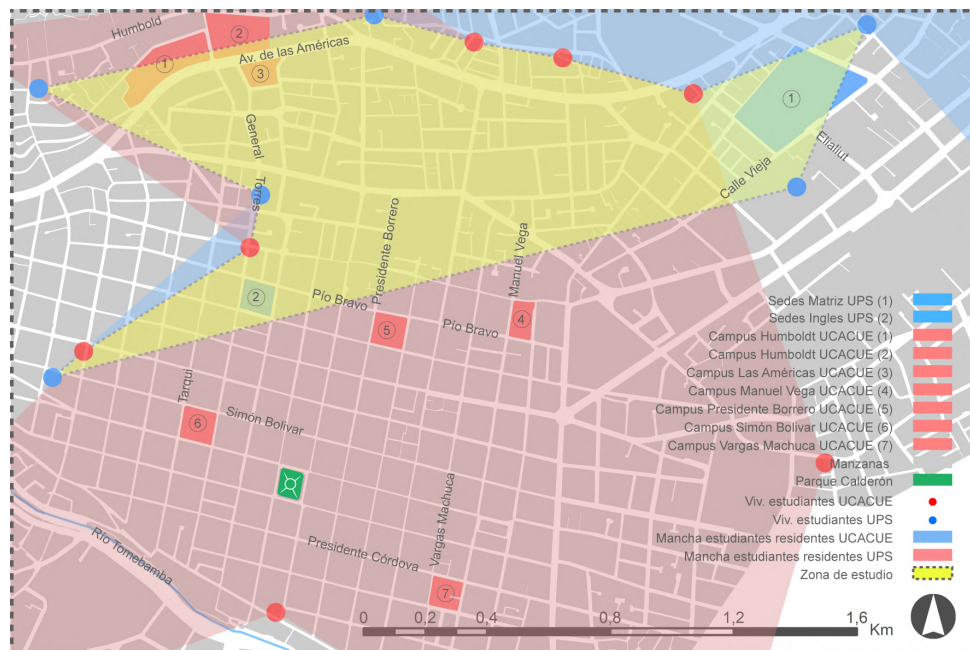 Humbold
2
Av. de las Américas
1
3
1
General
Torres
Eliallut
Calle Vieja
Presidente Borrero
Manuel Vega
2
Pío Bravo
5
Pío Bravo
4
Tarqui
6
Simón Bolivar
Vargas Machuca
Río Tomebamba
Presidente Córdova
7
Sedes Matriz UPS (1)
Sedes Ingles UPS (2)
Campus Humboldt UCACUE (1)
Campus Humboldt UCACUE (2)
Campus Las Américas UCACUE (3)
Campus Manuel Vega UCACUE (4)
Campus Presidente Borrero UCACUE (5)
Campus Simón Bolivar UCACUE (6)
Campus Vargas Machuca UCACUE (7)
Manzanas
Parque Calderón
Viv. estudiantes UCACUE
Viv. estudiantes UPS
Mancha estudiantes residentes UCACUE
Mancha estudiantes residentes UPS
Zona de estudio
0 0,2 0,4 0,8 1,2 1,6
Km